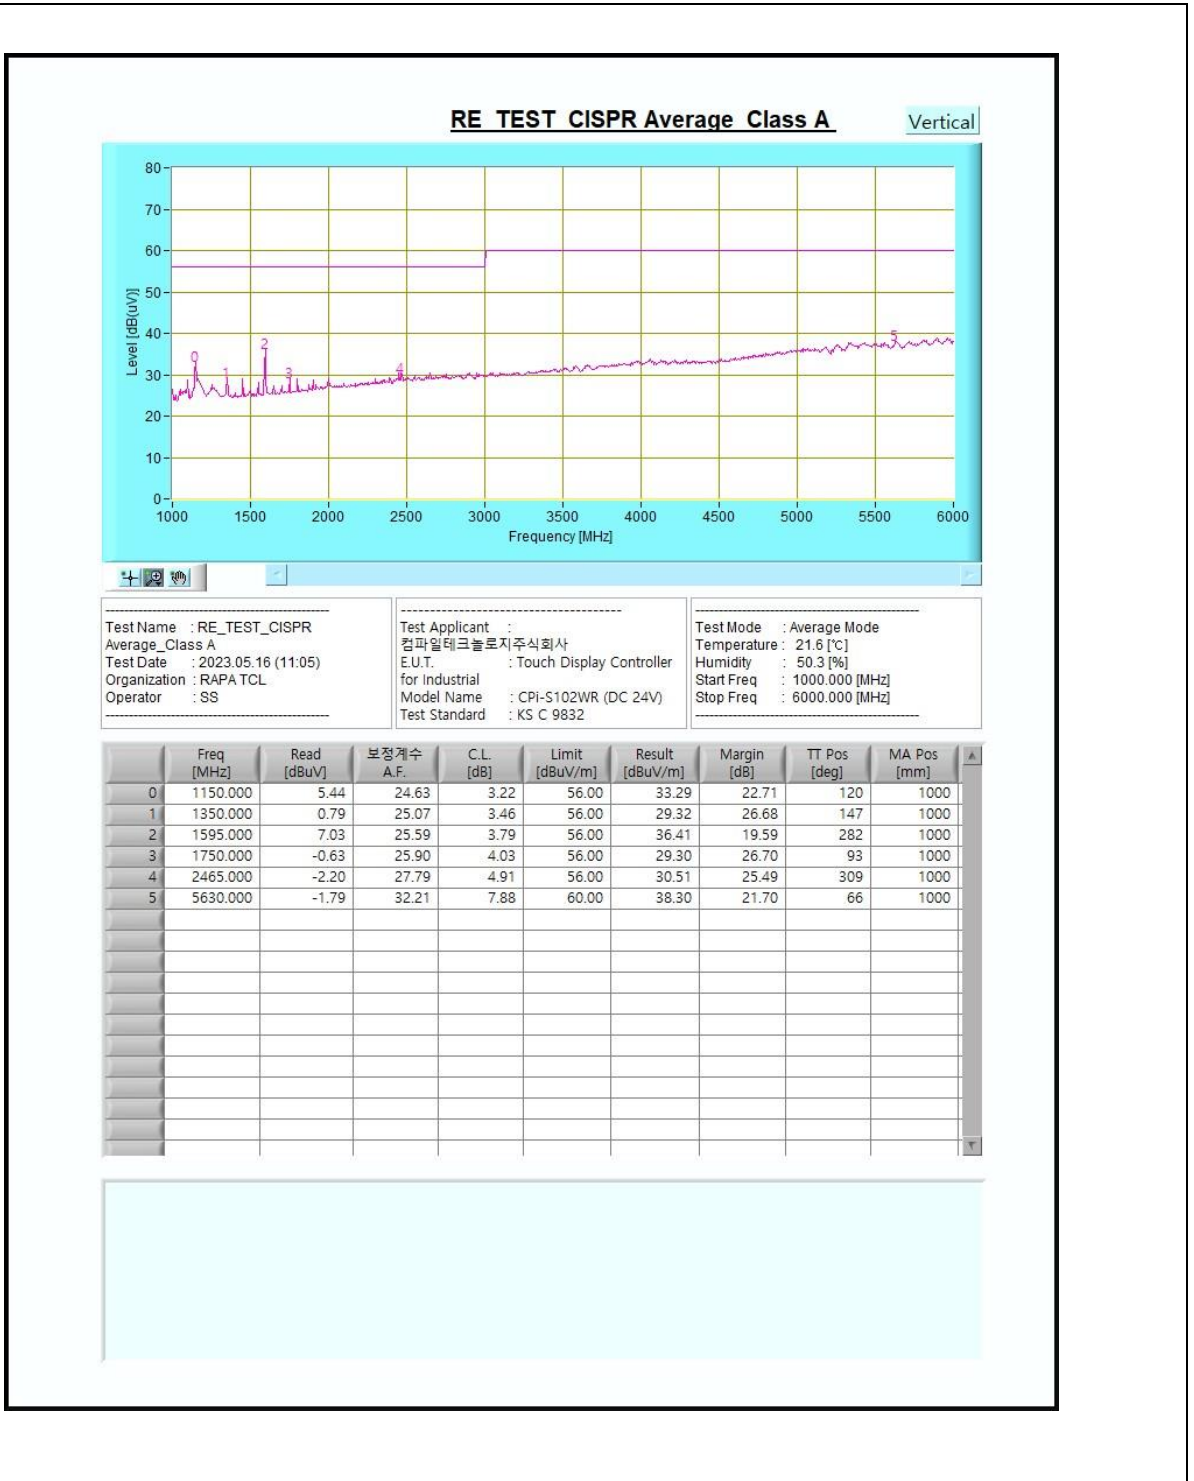 RE_TEST_CISPR Average_Class A
Vertical
80
70
60
50
40
30
20
10
0
Level [dB(uV)]
0
1
2
3
4
5
1000 1500 2000 2500 3000 3500 4000 4500 5000 5500 6000
Frequency [MHz]
Test Name : RE_TEST_CISPR
Average_Class A
Test Date : 2023.05.16 (11:05)
Organization : RAPA TCL
Operator : SS
Test Applicant :
컴파일테크놀로지주식회사
E.U.T. : Touch Display Controller
for Industrial
Model Name : CPi-S102WR (DC 24V)
Test Standard : KS C 9832
Test Mode : Average Mode
Temperature : 21.6 [℃]
Humidity : 50.3 [%]
Start Freq : 1000.000 [MHz]
Stop Freq : 6000.000 [MHz]
Freq Read 보정계수 C.L. Limit Result Margin TT Pos MA Pos
[MHz] [dBuV] A.F. [dB] [dBuV/m] [dBuV/m] [dB] [deg] [mm]
0 1150.000 5.44 24.63 3.22 56.00 33.29 22.71 120 1000
1 1350.000 0.79 25.07 3.46 56.00 29.32 26.68 147 1000
2 1595.000 7.03 25.59 3.79 56.00 36.41 19.59 282 1000
3 1750.000 -0.63 25.90 4.03 56.00 29.30 26.70 93 1000
4 2465.000 -2.20 27.79 4.91 56.00 30.51 25.49 309 1000
5 5630.000 -1.79 32.21 7.88 60.00 38.30 21.70 66 1000